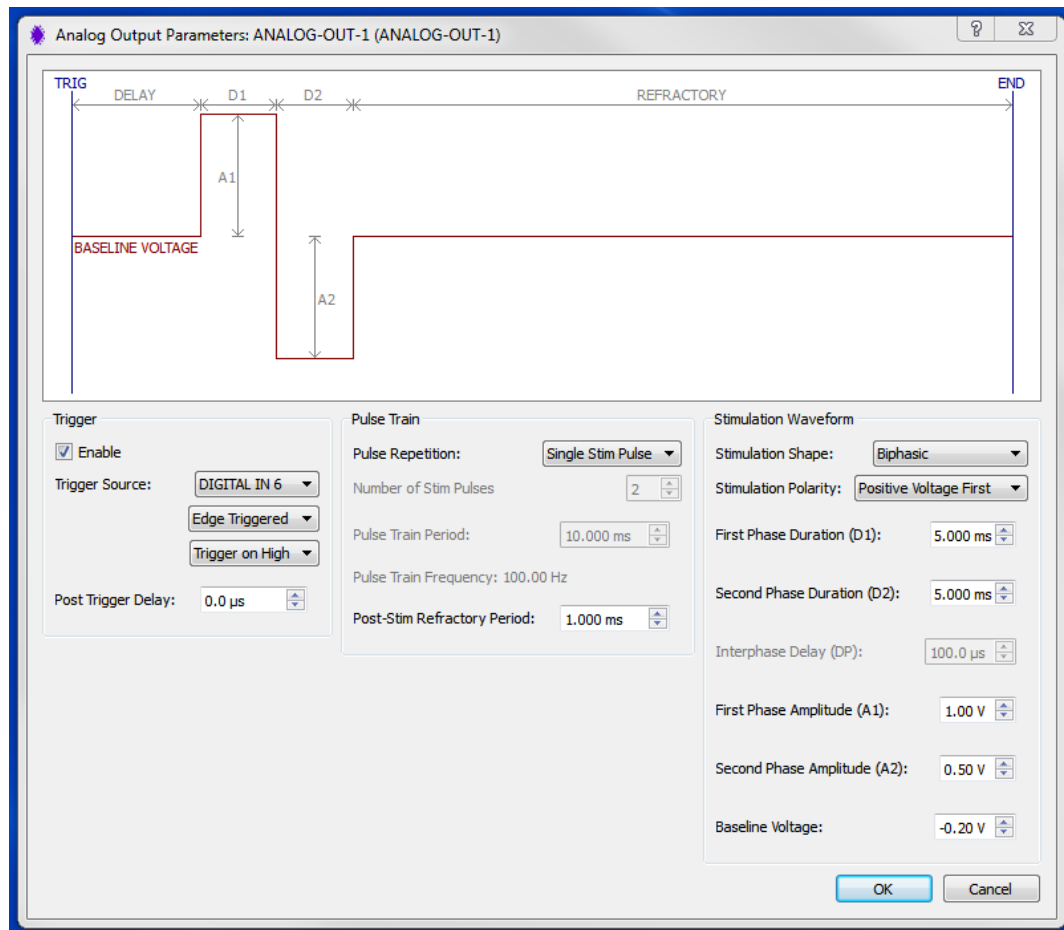 Analog Output Parameters: ANALOG-OUT-1 (ANALOG-OUT-1)
TRIG
END
DELAY D1 D2 REFRACTORY
A1
BASELINE VOLTAGE
A2
Trigger
Enable
Trigger Source: DIGITAL IN 6
Edge Triggered
Trigger on High
Post Trigger Delay: 0.0 µs
Pulse Train
Pulse Repetition: Single Stim Pulse
Number of Stim Pulses 2
Pulse Train Period: 10.000 ms
Pulse Train Frequency: 100.00 Hz
Post-Stim Refractory Period: 1.000 ms
Stimulation Waveform
Stimulation Shape: Biphasic
Stimulation Polarity: Positive Voltage First
First Phase Duration (D1): 5.000 ms
Second Phase Duration (D2): 5.000 ms
Interphase Delay (DP): 100.0 µs
First Phase Amplitude (A1): 1.00 V
Second Phase Amplitude (A2): 0.50 V
Baseline Voltage: -0.20 V
OK Cancel